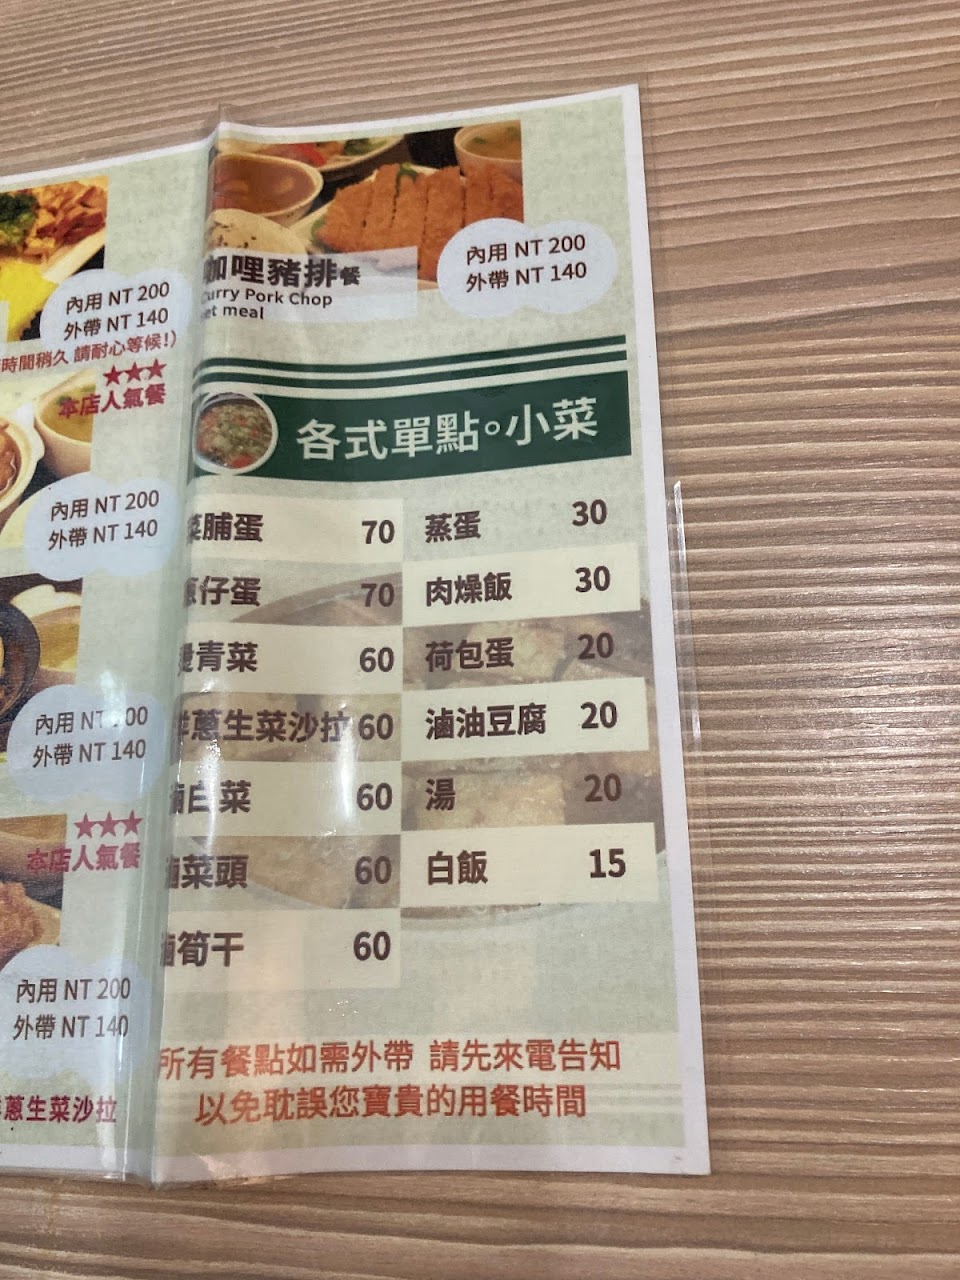 內用 NT 200
外帶 NT 140
時間稍久 請耐心等候!)
★★★
本店人氣餐
內用 NT 200
外帶 NT 140
內用 NT 200
外帶 NT 140
★★★
本店人氣餐
內用 NT 200
外帶 NT 140
蔥生菜沙拉
咖哩豬排餐
Curry Pork Chop
et meal
內用 NT 200
外帶 NT 140
各式單點。小菜
菜脯蛋 70
仔蛋 70
燙青菜 60
洋蔥生菜沙拉 60
滷白菜 60
滷菜頭 60
滷筍干 60
蒸蛋 30
肉燥飯 30
荷包蛋 20
滷油豆腐 20
湯 20
白飯 15
所有餐點如需外帶 請先來電告知
以免耽誤您寶貴的用餐時間